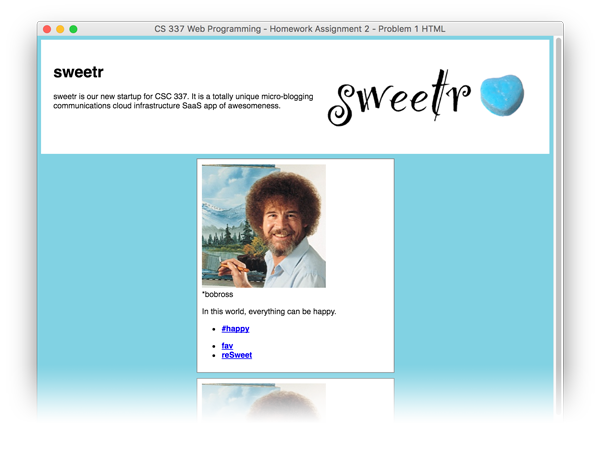 CS 337 Web Programming - Homework Assignment 2 - Problem 1 HTML
sweetr
sweetr is our new startup for CSC 337. It is a totally unique micro-blogging
communications cloud infrastructure SaaS app of awesomeness.
sweetr
*bobross
In this world, everything can be happy.
#happy
fav
reSweet